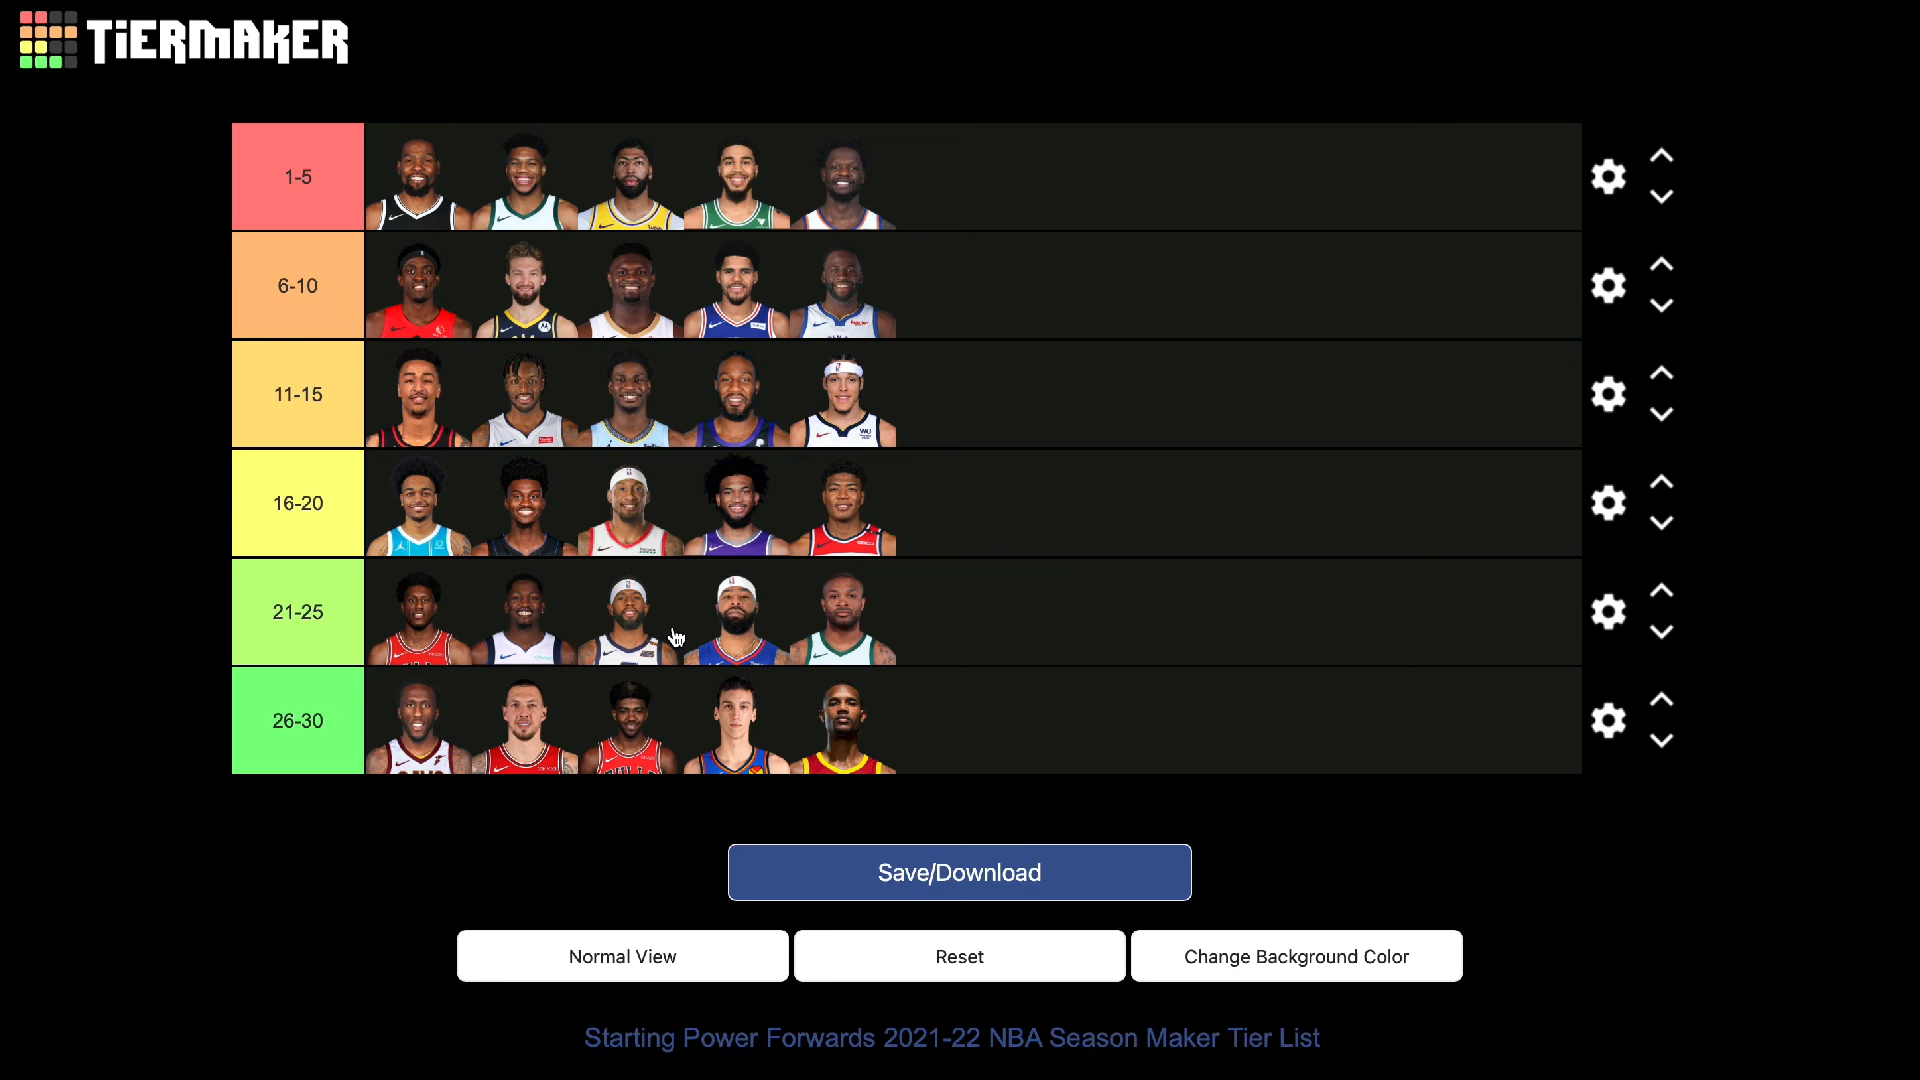 TiERMAKER
1-5
6-10
11-15
16-20
21-25
26-30
Save/Download
Normal View
Reset
Change Background Color
Starting Power Forwards 2021-22 NBA Season Maker Tier List